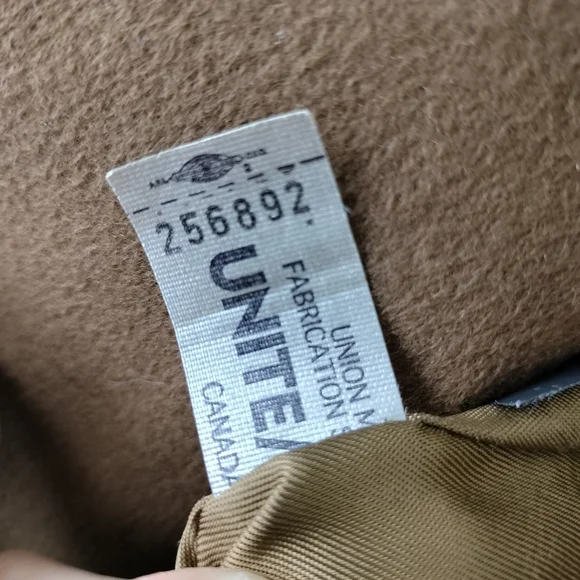 256892
UNITE/
UNION M
FABRICATION S
CANADA